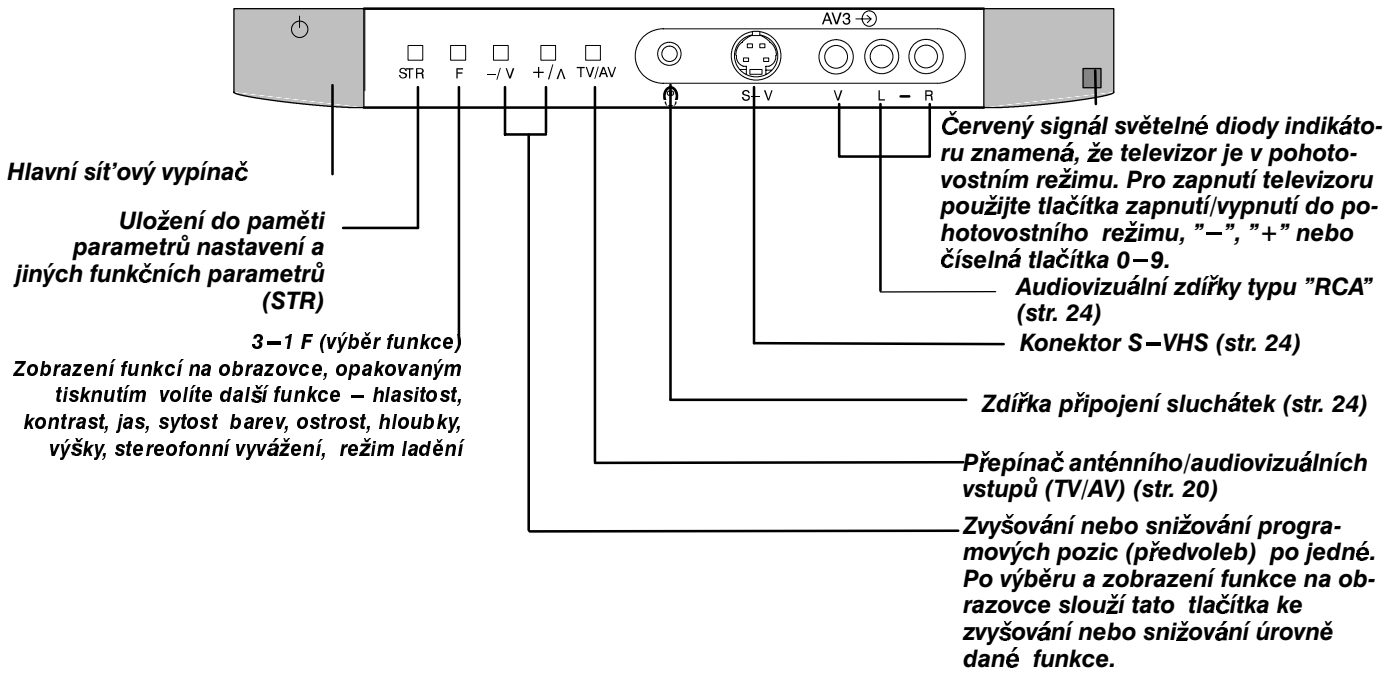 AV3
STR F −/ ∨ +/∧ TV/AV
S− V V L − R
Hlavní sít'ový vypínač
Uložení do paměti
parametrů nastavení a
jiných funkčních parametrů
(STR)
3−1 F (výběr funkce)
Zobrazení funkcí na obrazovce, opakovaným
tisknutím volíte další funkce − hlasitost,
kontrast, jas, sytost barev, ostrost, hloubky,
výšky, stereofonní vyvážení, režim ladění
Červený signál světelné diody indikáto-
ru znamená, že televizor je v pohoto-
vostním režimu. Pro zapnutí televizoru
použijte tlačítka zapnutí/vypnutí do po-
hotovostního režimu, ”−”, ”+” nebo
číselná tlačítka 0−9.
Audiovizuální zdířky typu ”RCA”
(str. 24)
Konektor S−VHS (str. 24)
Zdířka připojení sluchátek (str. 24)
Přepínač anténního/audiovizuálních
vstupů (TV/AV) (str. 20)
Zvyšování nebo snižování progra-
mových pozic (předvoleb) po jedné.
Po výběru a zobrazení funkce na ob-
razovce slouží tato tlačítka ke
zvyšování nebo snižování úrovně
dané funkce.